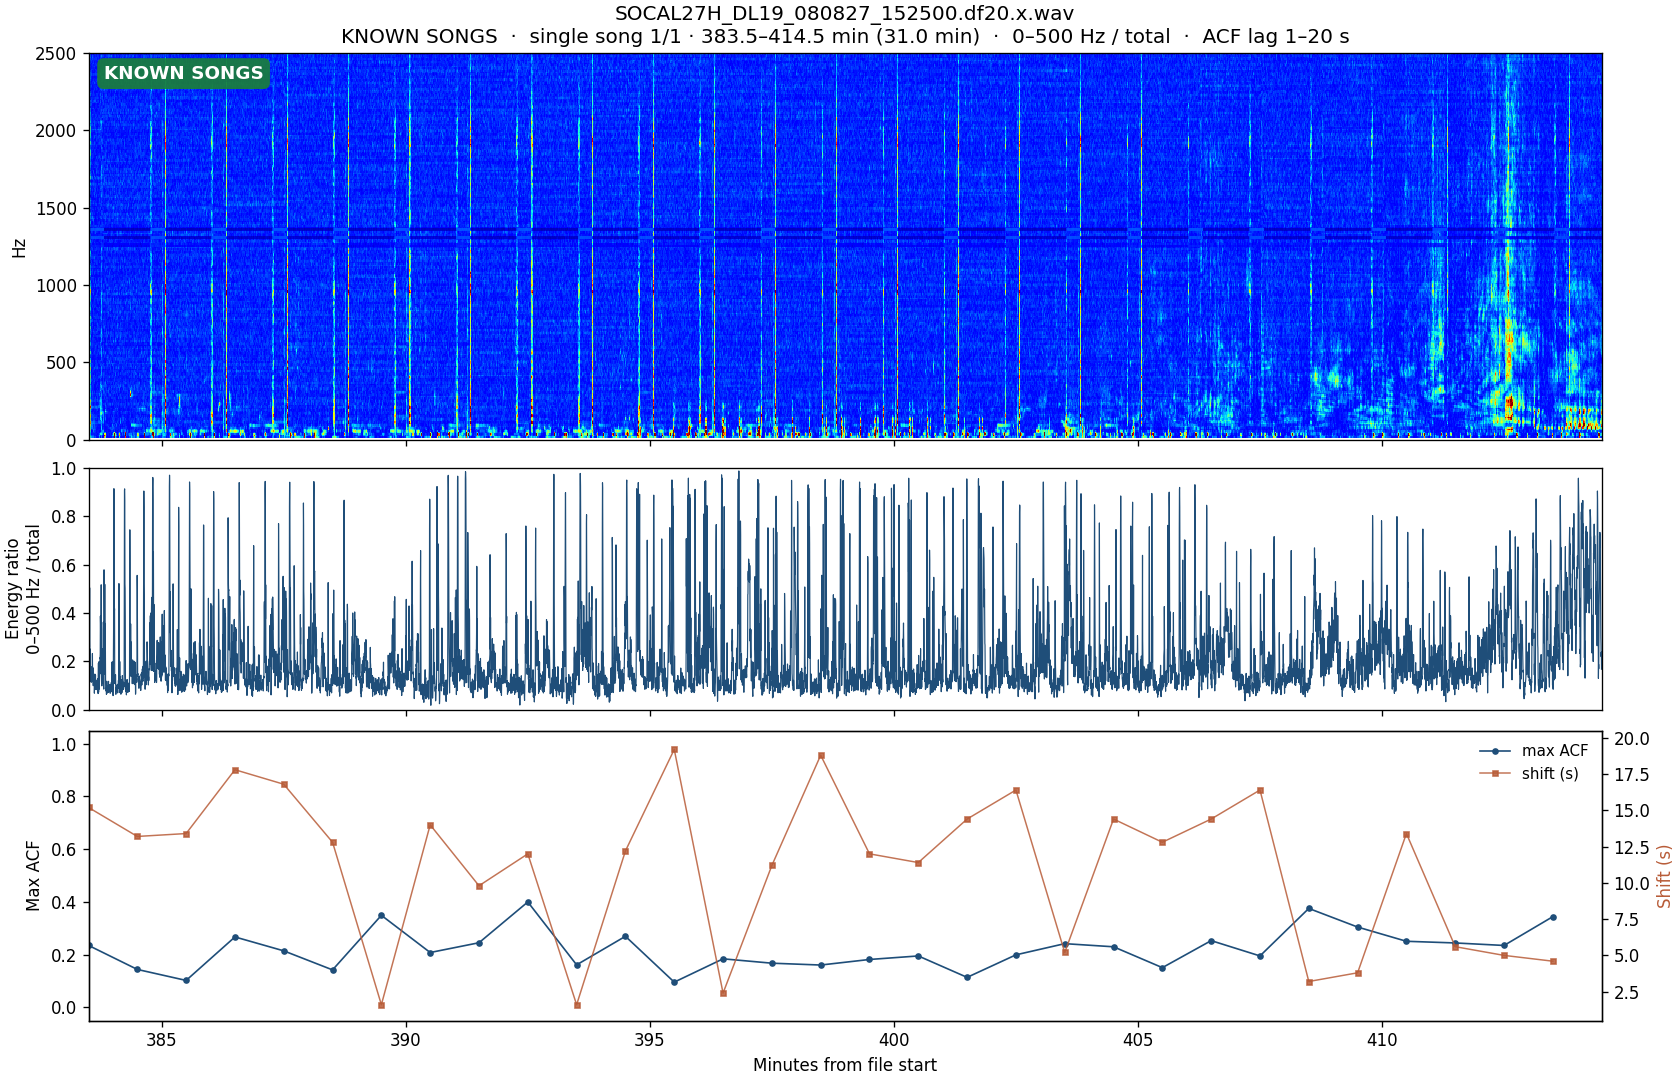 SOCAL27H_DL19_080827_152500.df20.x.wav
KNOWN SONGS · single song 1/1 · 383.5–414.5 min (31.0 min) · 0–500 Hz / total · ACF lag 1–20 s
KNOWN SONGS
2500
2000
1500
1000
500
0
Hz
1.0
0.8
0.6
0.4
0.2
0.0
Energy ratio
0–500 Hz / total
1.0
0.8
0.6
0.4
0.2
0.0
Max ACF
max ACF
shift (s)
20.0
17.5
15.0
12.5
10.0
7.5
5.0
2.5
Shift (s)
385
390
395
400
405
410
Minutes from file start